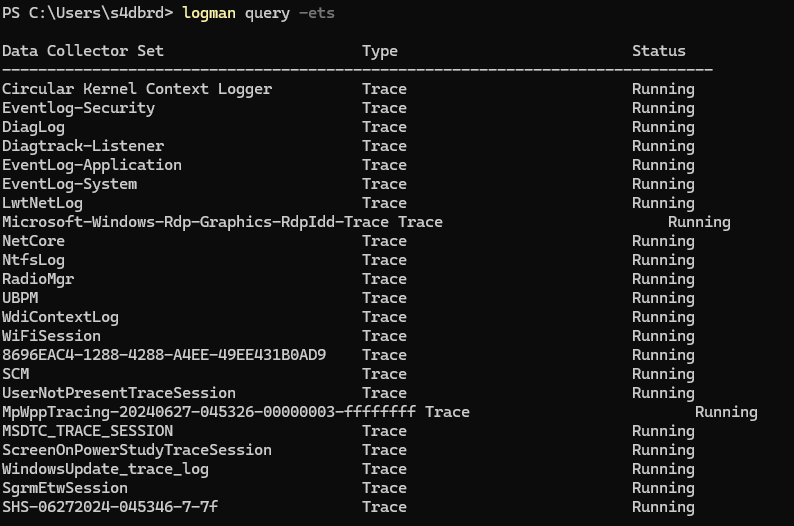 PS C:\Users\s4dbrd> logman query -ets
Data Collector Set                      Type                          Status
-------------------------------------------------------------------------------
Circular Kernel Context Logger          Trace                         Running
Eventlog-Security                       Trace                         Running
DiagLog                                 Trace                         Running
Diagtrack-Listener                      Trace                         Running
EventLog-Application                    Trace                         Running
EventLog-System                         Trace                         Running
LwtNetLog                               Trace                         Running
Microsoft-Windows-Rdp-Graphics-RdpIdd-Trace Trace                         Running
NetCore                                 Trace                         Running
NtfsLog                                 Trace                         Running
RadioMgr                                Trace                         Running
UBPM                                    Trace                         Running
WdiContextLog                           Trace                         Running
WiFiSession                             Trace                         Running
8696EAC4-1288-4288-A4EE-49EE431B0AD9    Trace                         Running
SCM                                     Trace                         Running
UserNotPresentTraceSession              Trace                         Running
MpWppTracing-20240627-045326-00000003-ffffffff Trace                         Running
MSDTC_TRACE_SESSION                     Trace                         Running
ScreenOnPowerStudyTraceSession          Trace                         Running
WindowsUpdate_trace_log                 Trace                         Running
SgrmEtwSession                          Trace                         Running
SHS-06272024-045346-7-7f                Trace                         Running